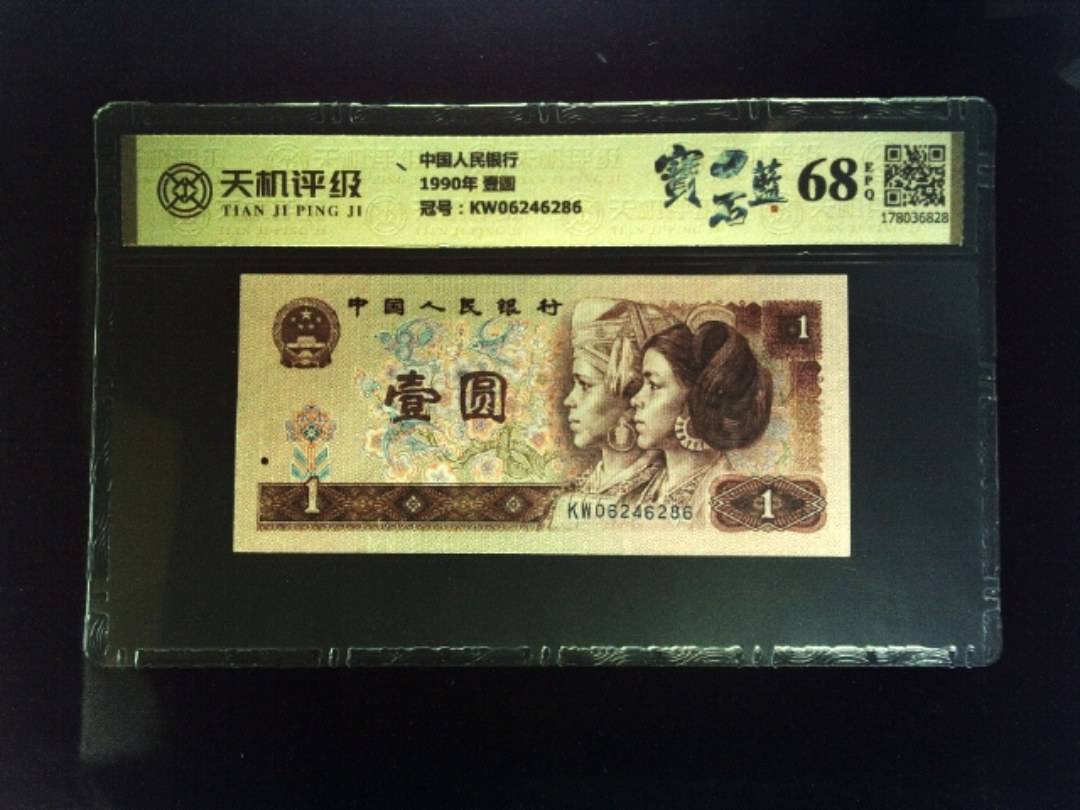 天机评级
TIAN JI PING JI
中国人民银行
1990年 壹圆
冠号：KW06246286
寶石藍
68
EPQ
178036828
中国人民银行
1
壹圆
1
KW06246286
1